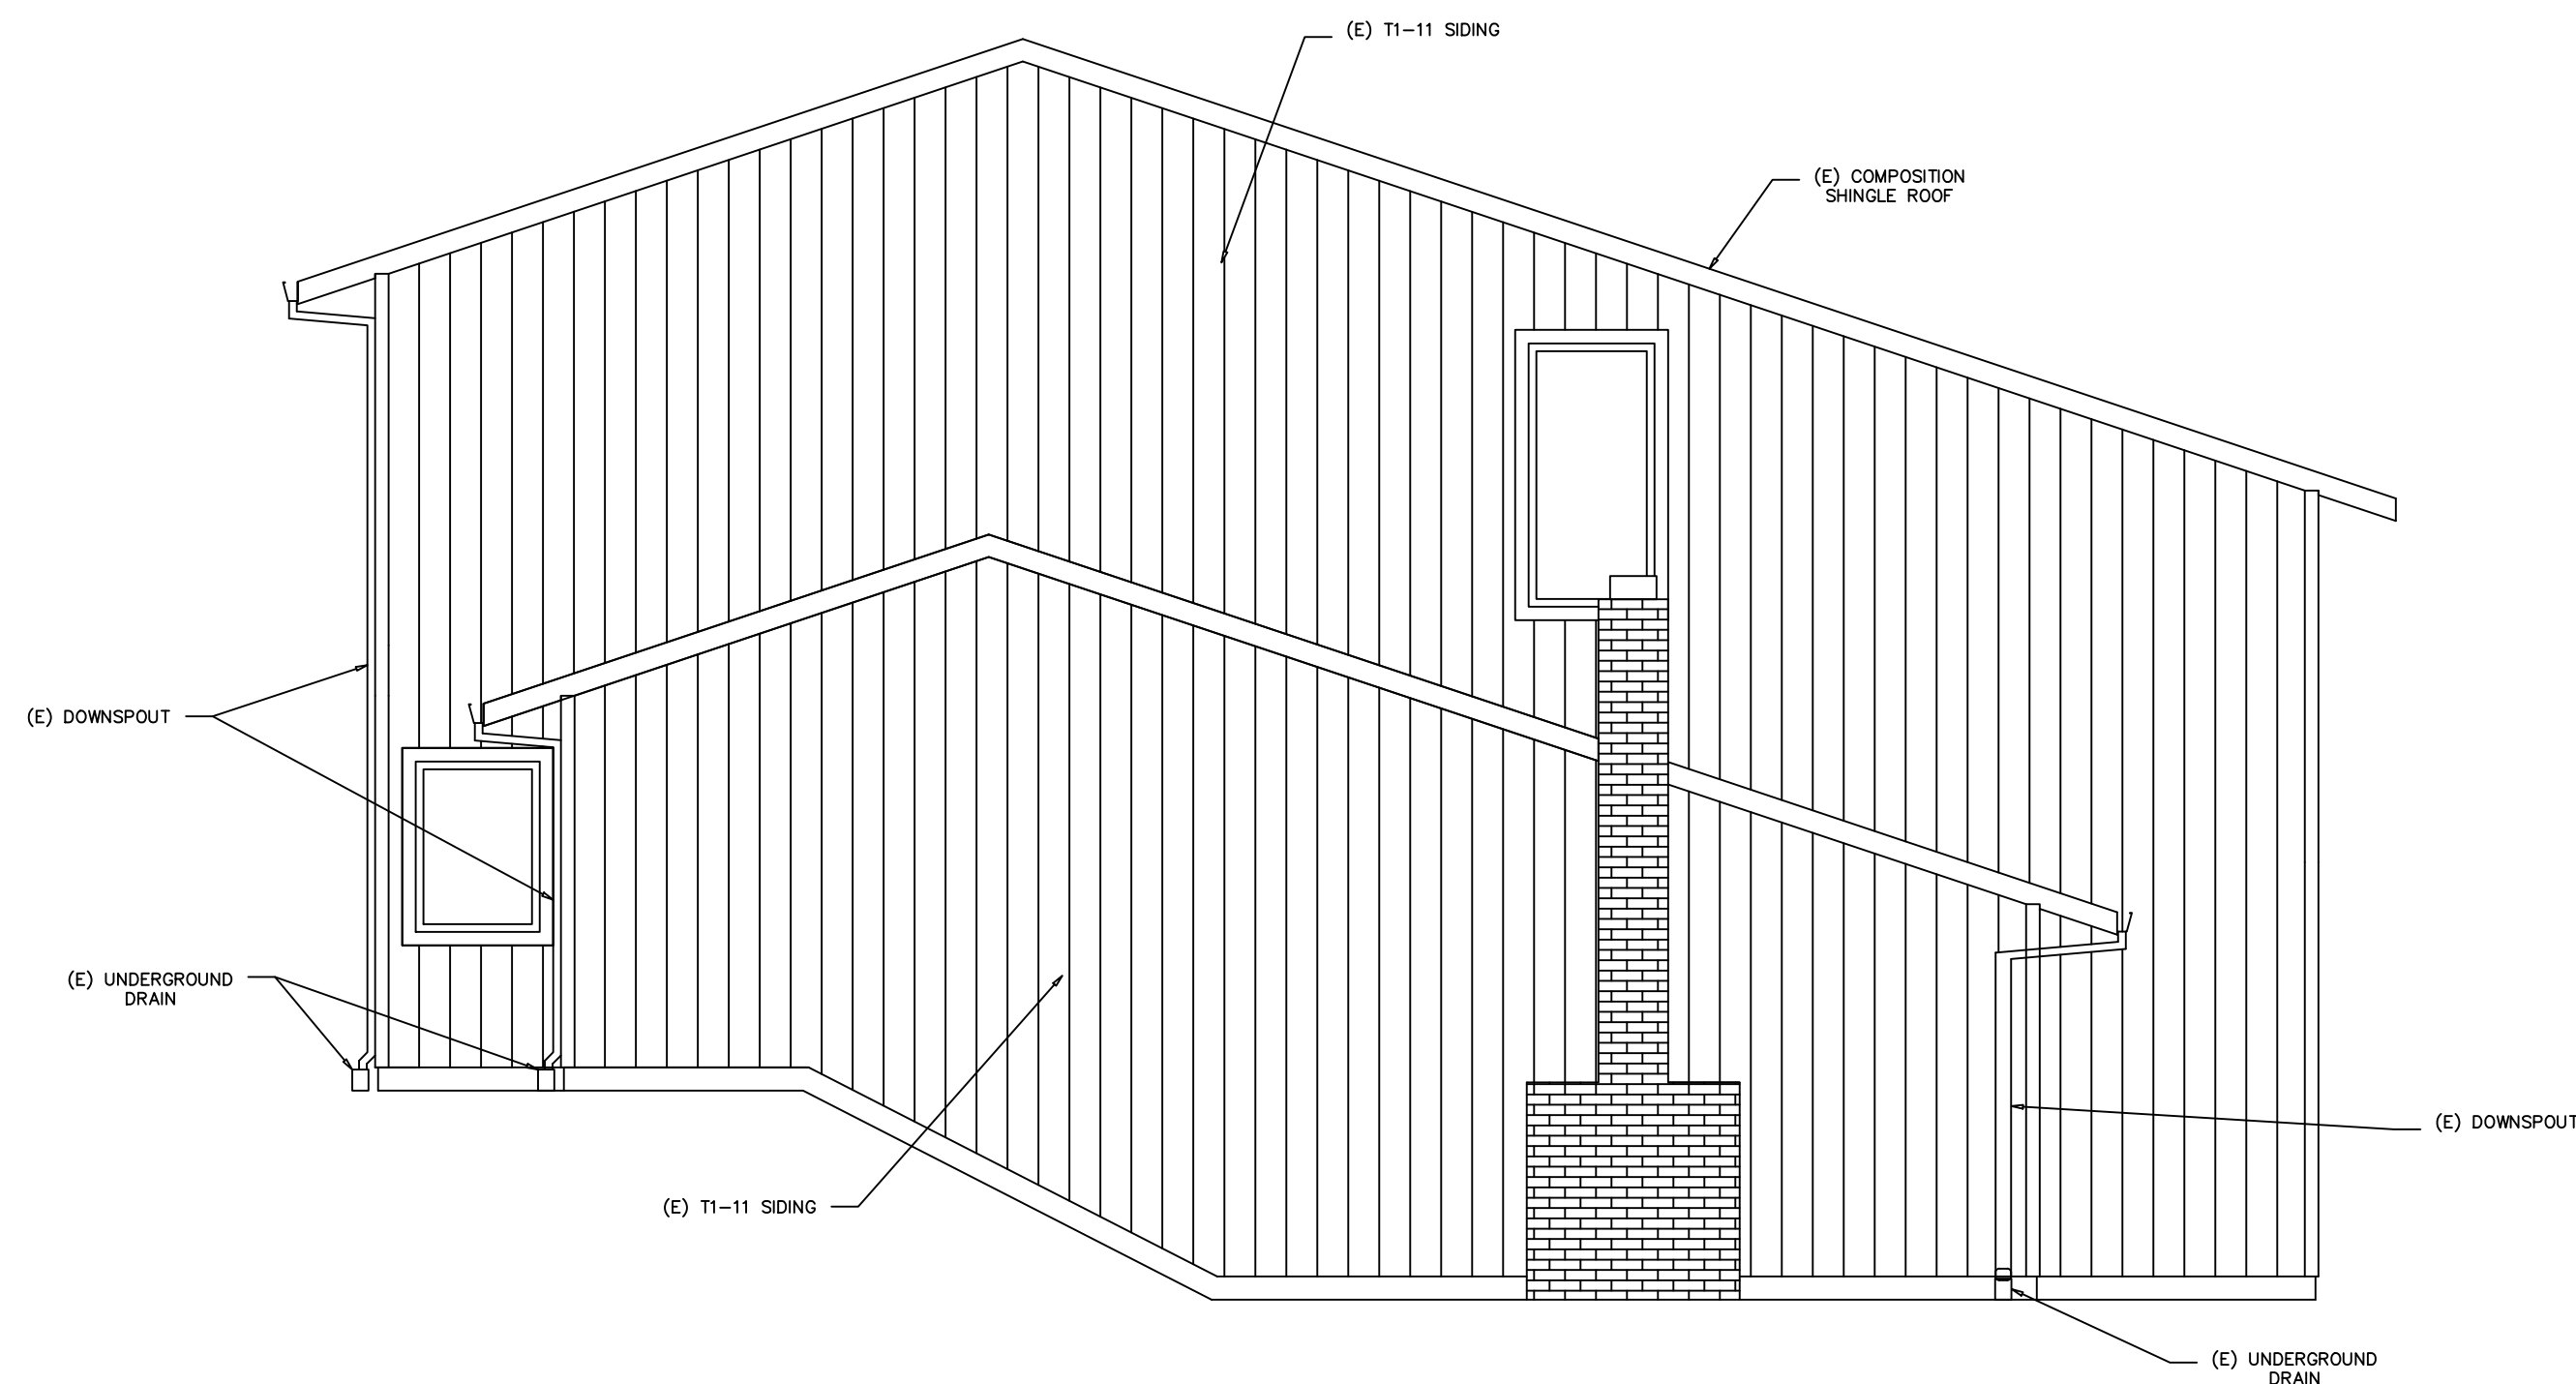 (E) T1-11 SIDING
(E) COMPOSITION
SHINGLE ROOF
(E) DOWNSPOUT
(E) UNDERGROUND
DRAIN
(E) DOWNSPOUT
(E) T1-11 SIDING
(E) UNDERGROUND
DRAIN